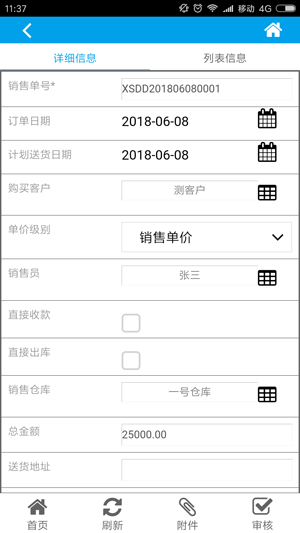 11:37 移动 4G
详细信息 列表信息
销售单号* XSDD201806080001
订单日期 2018-06-08
计划送货日期 2018-06-08
购买客户 测客户
单价级别 销售单价
销售员 张三
直接收款
直接出库
销售仓库 一号仓库
总金额 25000.00
送货地址
首页 刷新 附件 审核